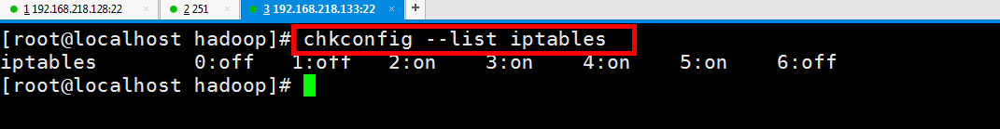 1 192.168.218.128:22 × 2 251 × 3 192.168.218.133:22 × +
[root@localhost hadoop]# chkconfig --list iptables
iptables 0:off 1:off 2:on 3:on 4:on 5:on 6:off
[root@localhost hadoop]#